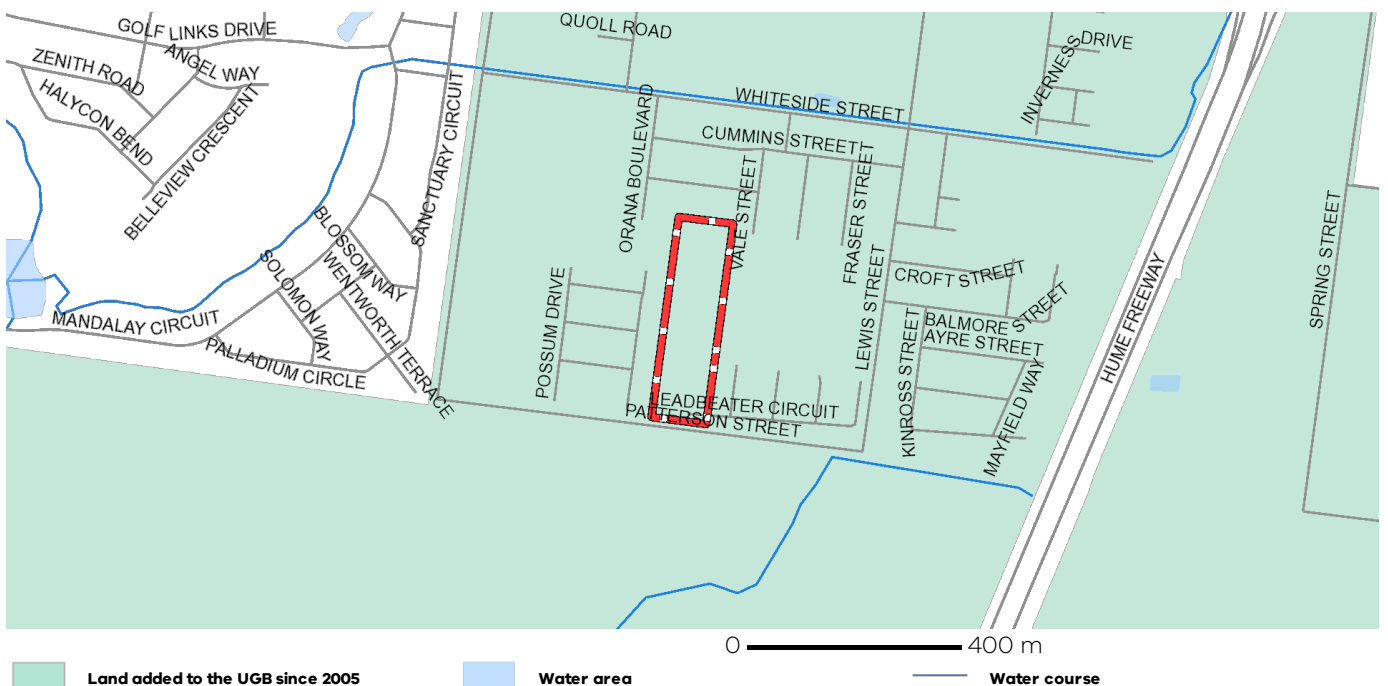 GOLF LINKS DRIVE
QUOLL ROAD
DRIVE
INVERNESS
ZENITH ROAD
ANGEL WAY
HALYCON BEND
BELLEVIEW CRESCENT
SANCTUARY CIRCUIT
WHITESIDE STREET
ORANA BOULEVARD
CUMMINS STREET
VALE STREET
FRASER STREET
SPRING STREET
BLOSSOM WAY
SOLOMON WAY
WENTWORTH TERRACE
LEWIS STREET
CROFT STREET
HUME FREEWAY
POSSUM DRIVE
MANDALAY CIRCUIT
PALLADIUM CIRCLE
KINROSS STREET
BALMORE STREET
AYRE STREET
MAYFIELD WAY
LEADBEATER CIRCUIT
PATTERSON STREET
0 400 m
Land added to the UGB since 2005
Water area
Water course